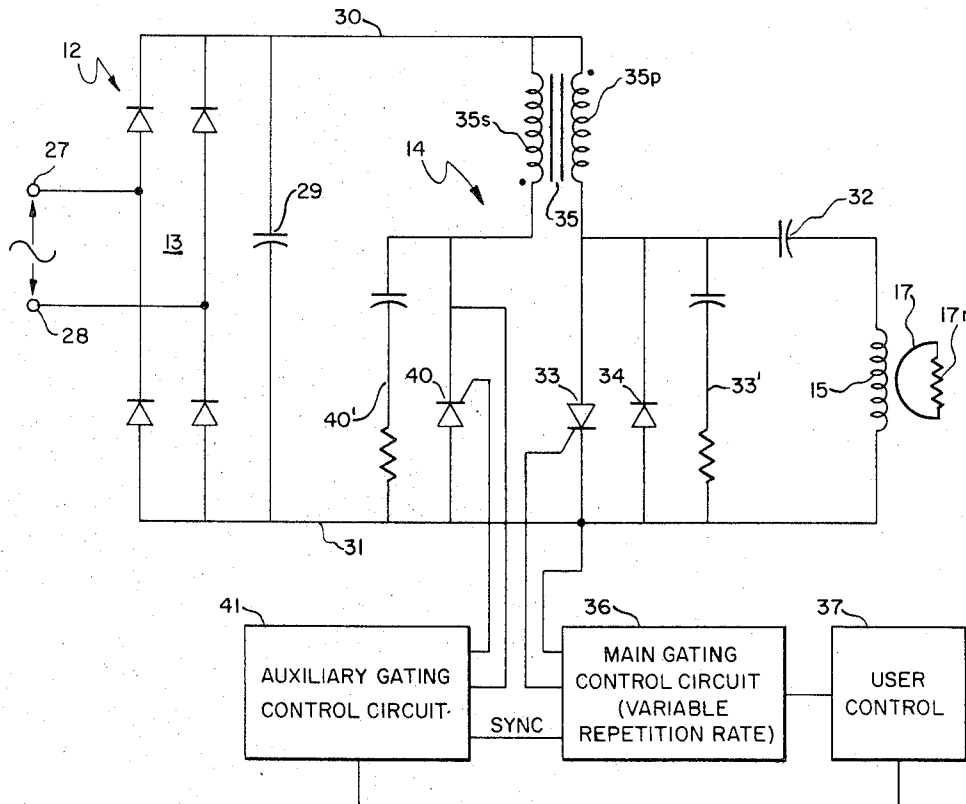 30
12
35p
35s
27
14
29
32
35
13
17
17r
28
40
33
34
15
40'
33'
31
41
36
37
AUXILIARY GATING
CONTROL CIRCUIT
MAIN GATING
CONTROL CIRCUIT
(VARIABLE
REPETITION RATE)
USER
CONTROL
SYNC